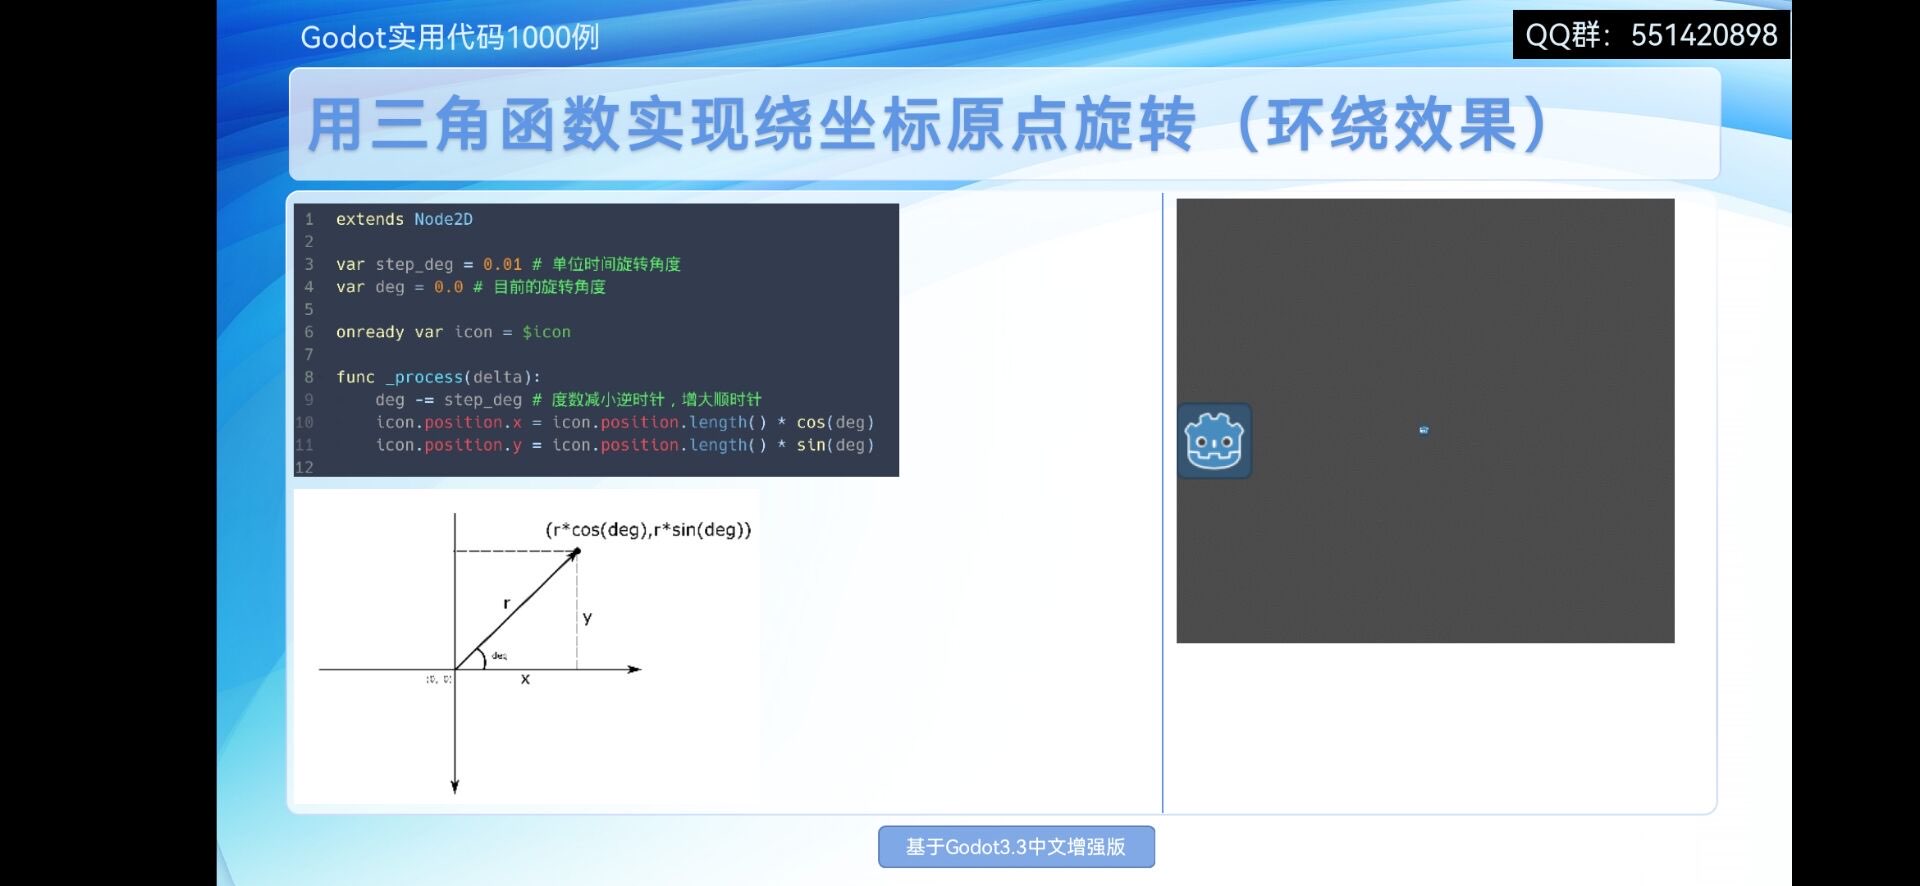 Godot实用代码1000例
QQ群：551420898
用三角函数实现绕坐标原点旋转（环绕效果）
1 extends Node2D
2
3 var step_deg = 0.01 # 单位时间旋转角度
4 var deg = 0.0 # 目前的旋转角度
5
6 onready var icon = $icon
7
8 func _process(delta):
9 deg -= step_deg # 度数减小逆时针，增大顺时针
10 icon.position.x = icon.position.length() * cos(deg)
11 icon.position.y = icon.position.length() * sin(deg)
12
(r*cos(deg),r*sin(deg))
r
y
deg
(0, 0)
x
基于Godot3.3中文增强版